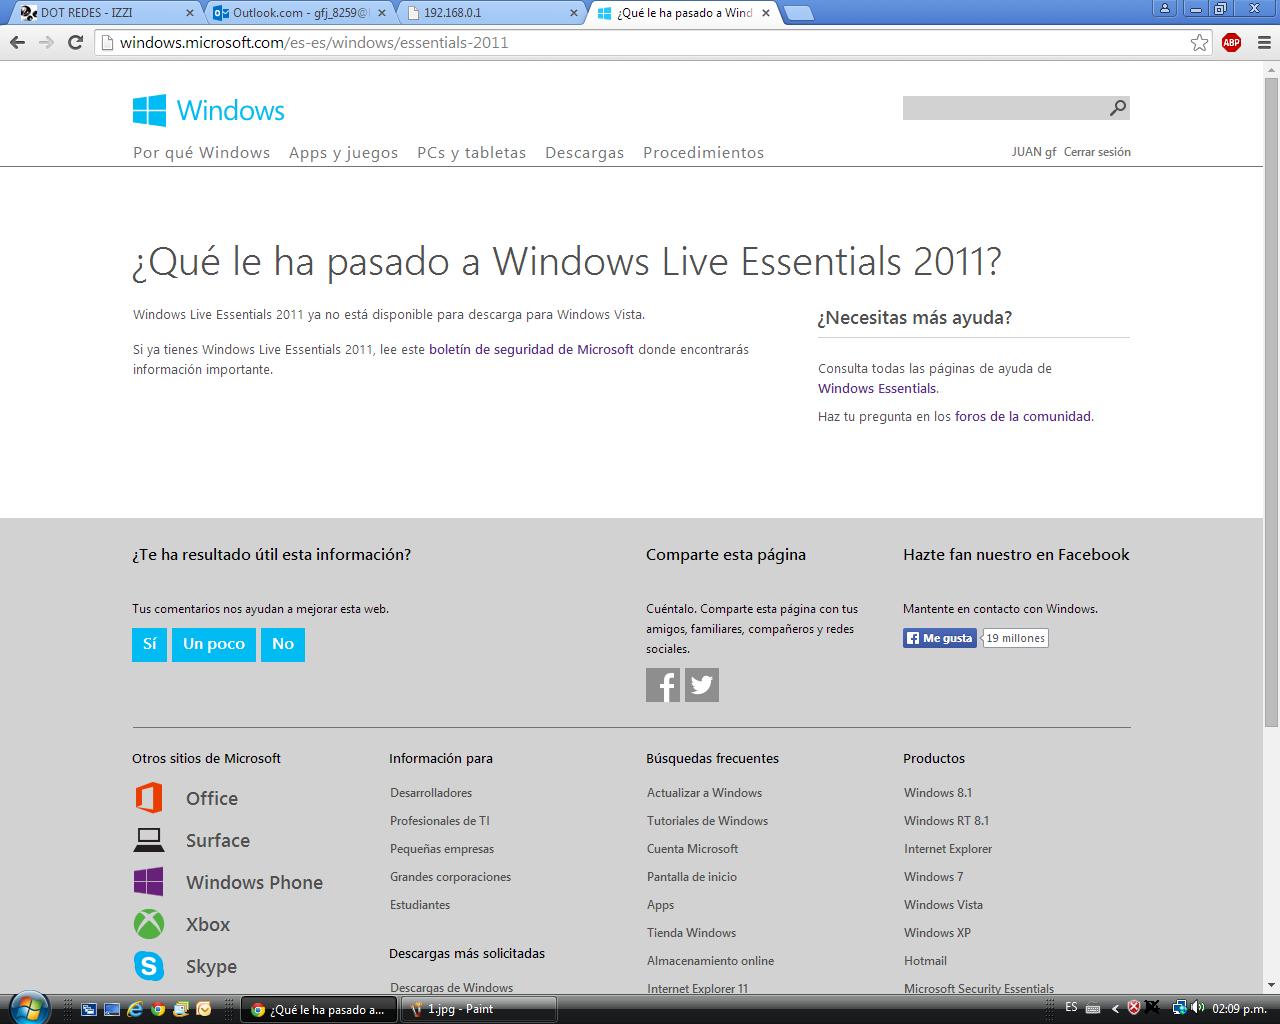 DOT REDES - IZZI
Outlook.com - gfj_8259@
192.168.0.1
¿Qué le ha pasado a Wind
windows.microsoft.com/es-es/windows/essentials-2011
ABP
Windows
Por qué Windows Apps y juegos PCs y tabletas Descargas Procedimientos
JUAN gf Cerrar sesión
¿Qué le ha pasado a Windows Live Essentials 2011?
Windows Live Essentials 2011 ya no está disponible para descarga para Windows Vista.
Si ya tienes Windows Live Essentials 2011, lee este boletín de seguridad de Microsoft donde encontrarás
información importante.
¿Necesitas más ayuda?
Consulta todas las páginas de ayuda de
Windows Essentials.
Haz tu pregunta en los foros de la comunidad.
¿Te ha resultado útil esta información?
Tus comentarios nos ayudan a mejorar esta web.
Sí Un poco No
Comparte esta página
Cuéntalo. Comparte esta página con tus
amigos, familiares, compañeros y redes
sociales.
Hazte fan nuestro en Facebook
Mantente en contacto con Windows.
Me gusta 19 millones
Otros sitios de Microsoft
Office
Surface
Windows Phone
Xbox
Skype
Información para
Desarrolladores
Profesionales de TI
Pequeñas empresas
Grandes corporaciones
Estudiantes
Descargas más solicitadas
Descargas de Windows
Búsquedas frecuentes
Actualizar a Windows
Tutoriales de Windows
Cuenta Microsoft
Pantalla de inicio
Apps
Tienda Windows
Almacenamiento online
Internet Explorer 11
Productos
Windows 8.1
Windows RT 8.1
Internet Explorer
Windows 7
Windows Vista
Windows XP
Hotmail
Microsoft Security Essentials
¿Qué le ha pasado a...
1.jpg - Paint
ES
02:09 p.m.